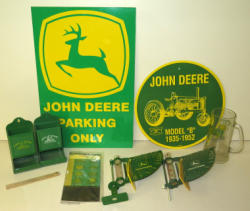 JOHN DEERE
PARKING
ONLY
JOHN DEERE
MODEL "B"
1935-1952